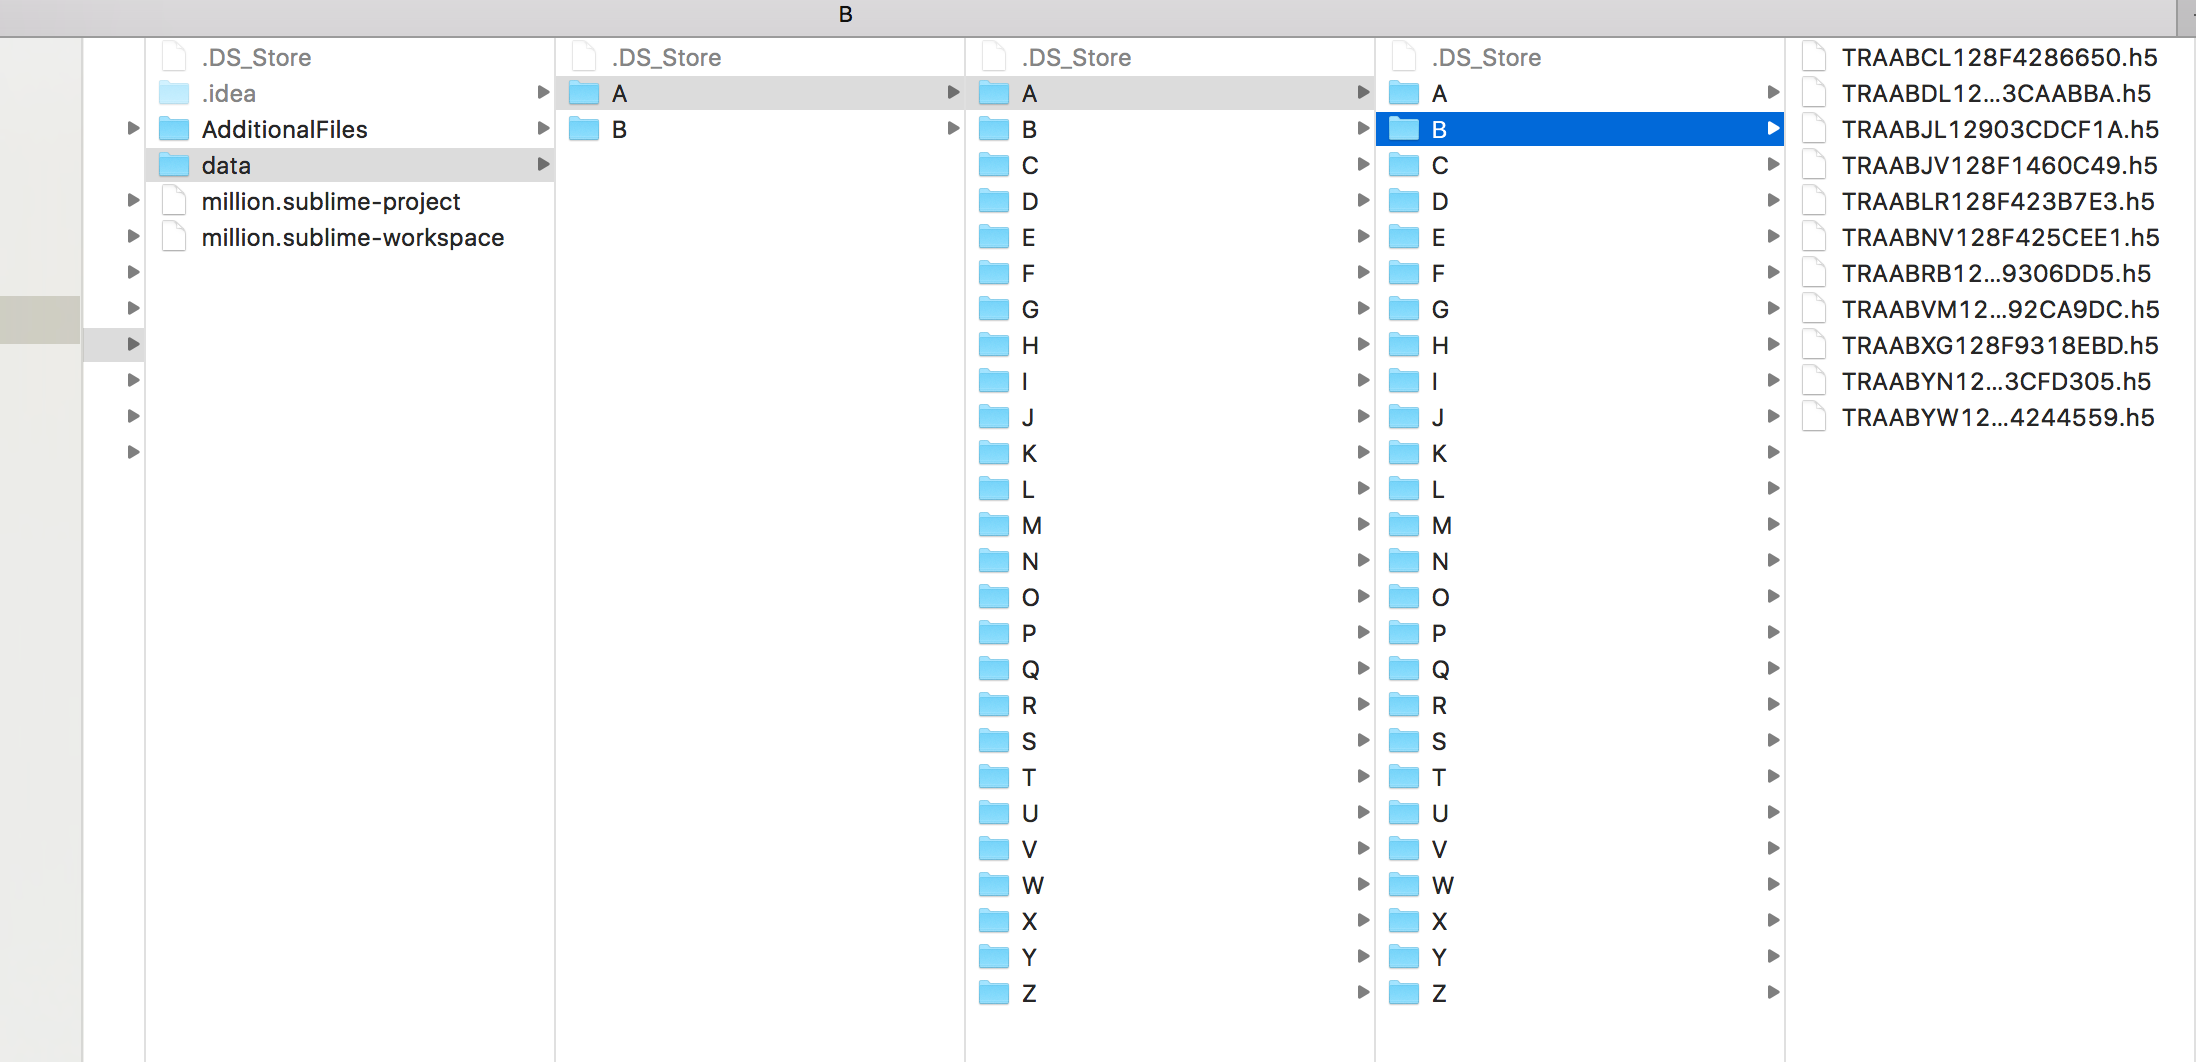 B
.DS_Store
.idea
AdditionalFiles
data
million.sublime-project
million.sublime-workspace
.DS_Store
A
B
.DS_Store
A
B
C
D
E
F
G
H
I
J
K
L
M
N
O
P
Q
R
S
T
U
V
W
X
Y
Z
.DS_Store
A
B
C
D
E
F
G
H
I
J
K
L
M
N
O
P
Q
R
S
T
U
V
W
X
Y
Z
TRAABCL128F4286650.h5
TRAABDL12...3CAABBA.h5
TRAABJL12903CDCF1A.h5
TRAABJV128F1460C49.h5
TRAABLR128F423B7E3.h5
TRAABNV128F425CEE1.h5
TRAABRB12...9306DD5.h5
TRAABVM12...92CA9DC.h5
TRAABXG128F9318EBD.h5
TRAABYN12...3CFD305.h5
TRAABYW12...4244559.h5